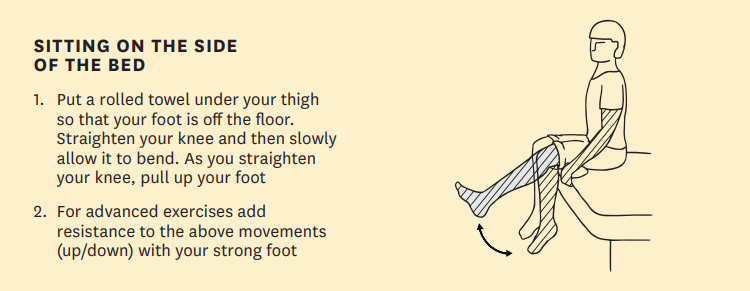 SITTING ON THE SIDE
OF THE BED
1. Put a rolled towel under your thigh
so that your foot is off the floor.
Straighten your knee and then slowly
allow it to bend. As you straighten
your knee, pull up your foot
2. For advanced exercises add
resistance to the above movements
(up/down) with your strong foot